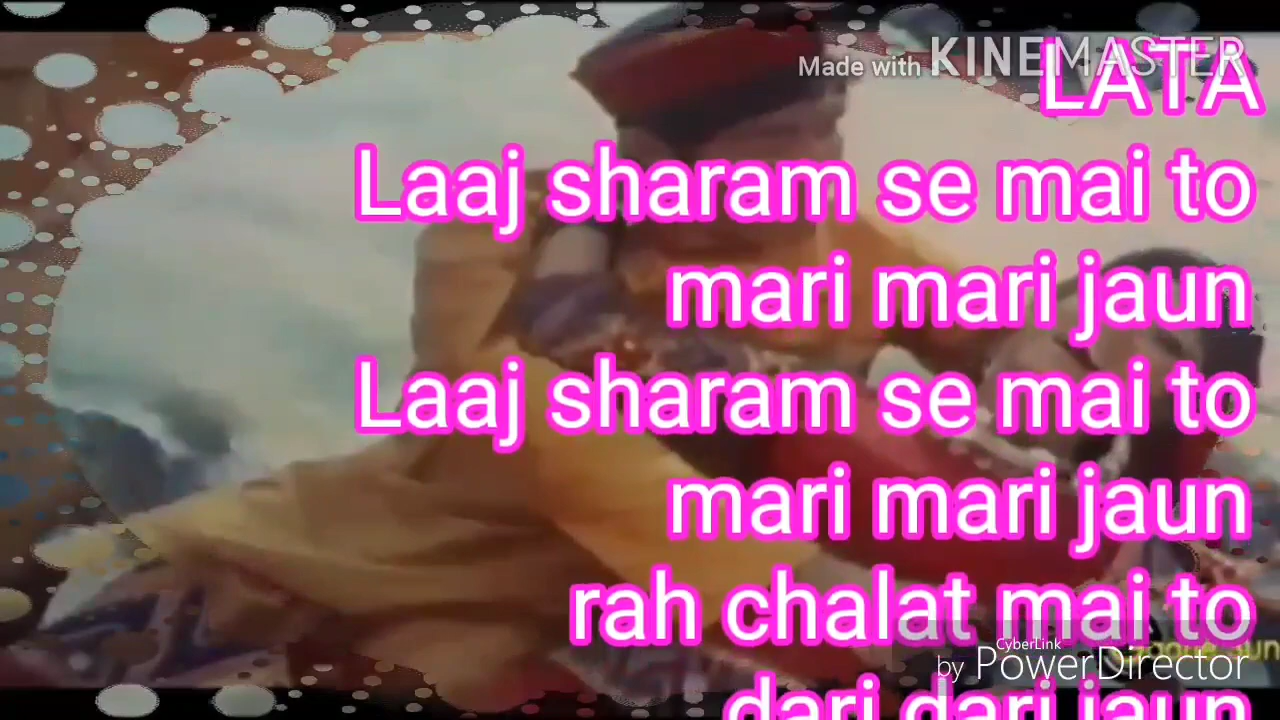 Made with KINEMASTER
LATA
Laaj sharam se mai to
mari mari jaun
Laaj sharam se mai to
mari mari jaun
rah chalat mai to
CyberLink
by PowerDirector
dari dari jaun